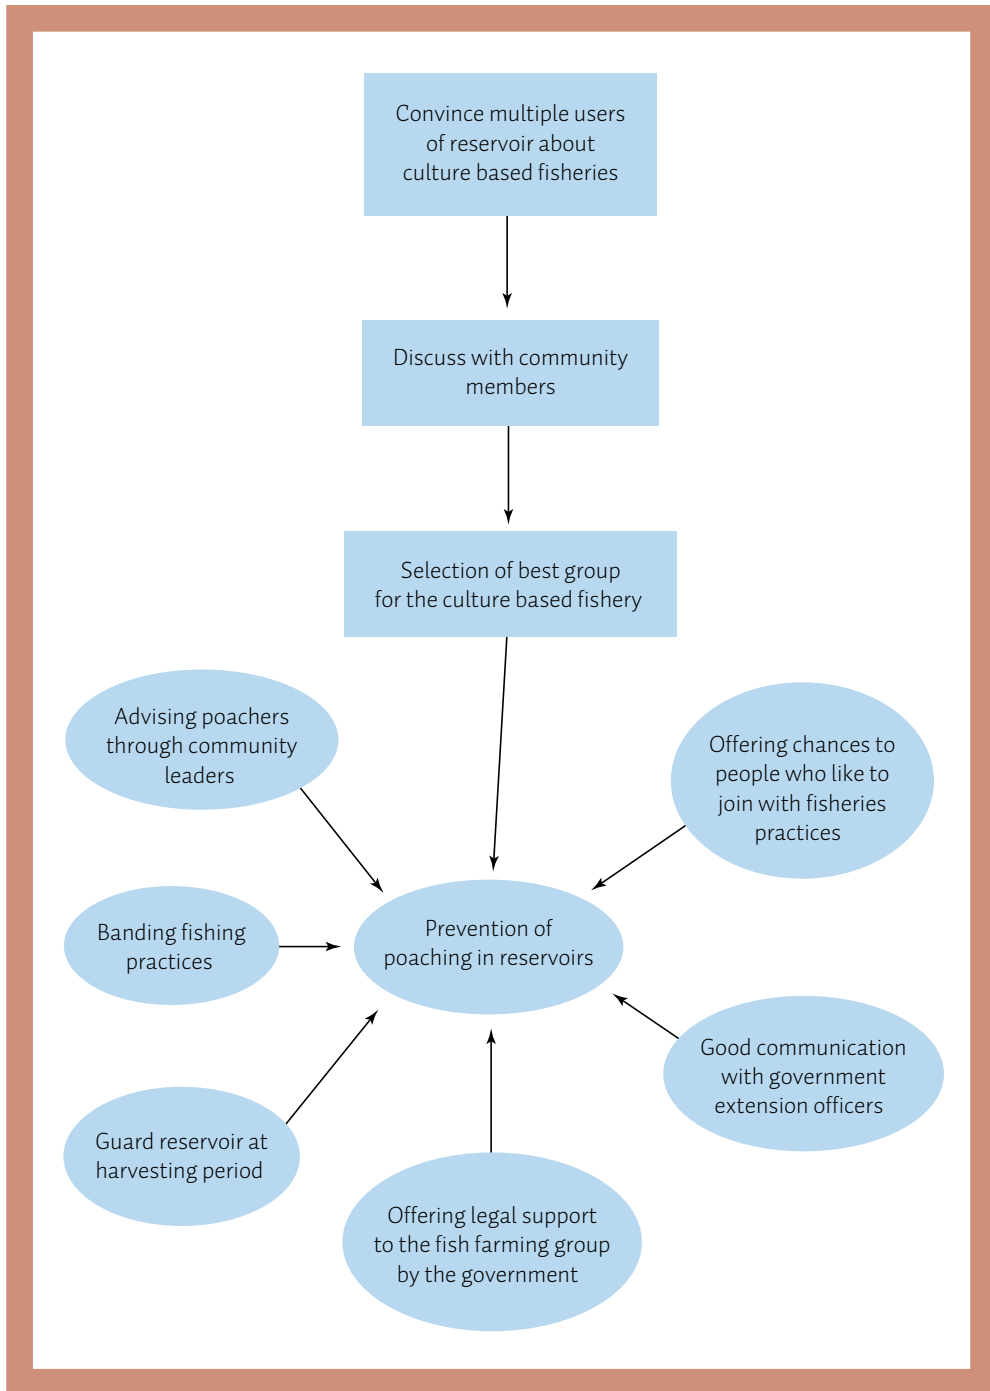 Convince multiple users
of reservoir about
culture based fisheries
Discuss with community
members
Selection of best group
for the culture based fishery
Advising poachers
through community
leaders
Offering chances to
people who like to
join with fisheries
practices
Banding fishing
practices
Prevention of
poaching in reservoirs
Good communication
with government
extension officers
Guard reservoir at
harvesting period
Offering legal support
to the fish farming group
by the government